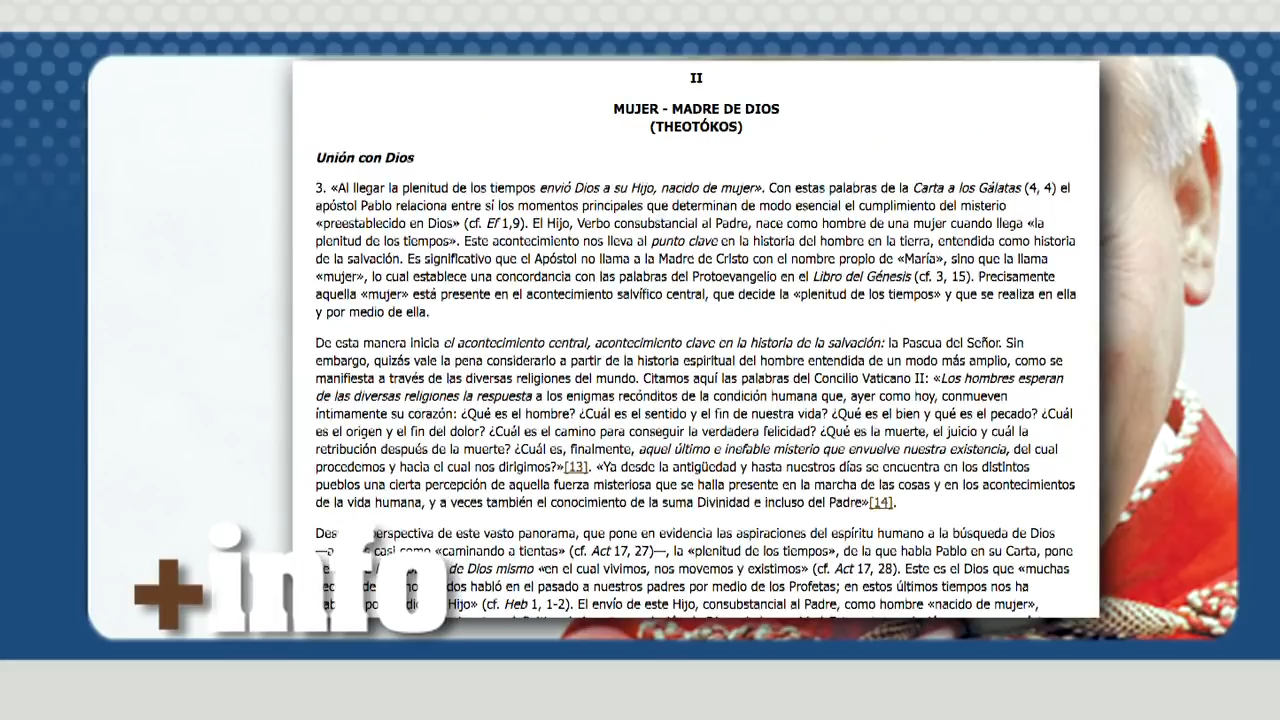 II
MUJER - MADRE DE DIOS
(THEOTÓKOS)
Unión con Dios
3. «Al llegar la plenitud de los tiempos envió Dios a su Hijo, nacido de mujer». Con estas palabras de la Carta a los Gálatas (4, 4) el
apóstol Pablo relaciona entre sí los momentos principales que determinan de modo esencial el cumplimiento del misterio
«preestablecido en Dios» (cf. Ef 1,9). El Hijo, Verbo consubstancial al Padre, nace como hombre de una mujer cuando llega «la
plenitud de los tiempos». Este acontecimiento nos lleva al punto clave en la historia del hombre en la tierra, entendida como historia
de la salvación. Es significativo que el Apóstol no llama a la Madre de Cristo con el nombre propio de «María», sino que la llama
«mujer», lo cual establece una concordancia con las palabras del Protoevangelio en el Libro del Génesis (cf. 3, 15). Precisamente
aquella «mujer» está presente en el acontecimiento salvífico central, que decide la «plenitud de los tiempos» y que se realiza en ella
y por medio de ella.
De esta manera inicia el acontecimiento central, acontecimiento clave en la historia de la salvación: la Pascua del Señor. Sin
embargo, quizás vale la pena considerarlo a partir de la historia espiritual del hombre entendida de un modo más amplio, como se
manifiesta a través de las diversas religiones del mundo. Citamos aquí las palabras del Concilio Vaticano II: «Los hombres esperan
de las diversas religiones la respuesta a los enigmas recónditos de la condición humana que, ayer como hoy, conmueven
íntimamente su corazón: ¿Qué es el hombre? ¿Cuál es el sentido y el fin de nuestra vida? ¿Qué es el bien y qué es el pecado? ¿Cuál
es el origen y el fin del dolor? ¿Cuál es el camino para conseguir la verdadera felicidad? ¿Qué es la muerte, el juicio y cuál la
retribución después de la muerte? ¿Cuál es, finalmente, aquel último e inefable misterio que envuelve nuestra existencia, del cual
procedemos y hacia el cual nos dirigimos?»[13]. «Ya desde la antigüedad y hasta nuestros días se encuentra en los distintos
pueblos una cierta percepción de aquella fuerza misteriosa que se halla presente en la marcha de las cosas y en los acontecimientos
de la vida humana, y a veces también el conocimiento de la suma Divinidad e incluso del Padre»[14].
perspectiva de este vasto panorama, que pone en evidencia las aspiraciones del espíritu humano a la búsqueda de Dios
casi como «caminando a tientas» (cf. Act 17, 27)—, la «plenitud de los tiempos», de la que habla Pablo en su Carta, pone
de Dios mismo «en el cual vivimos, nos movemos y existimos» (cf. Act 17, 28). Este es el Dios que «muchas
habló en el pasado a nuestros padres por medio de los Profetas; en estos últimos tiempos nos ha
Hijo» (cf. Heb 1, 1-2). El envío de este Hijo, consubstancial al Padre, como hombre «nacido de mujer»,
+info